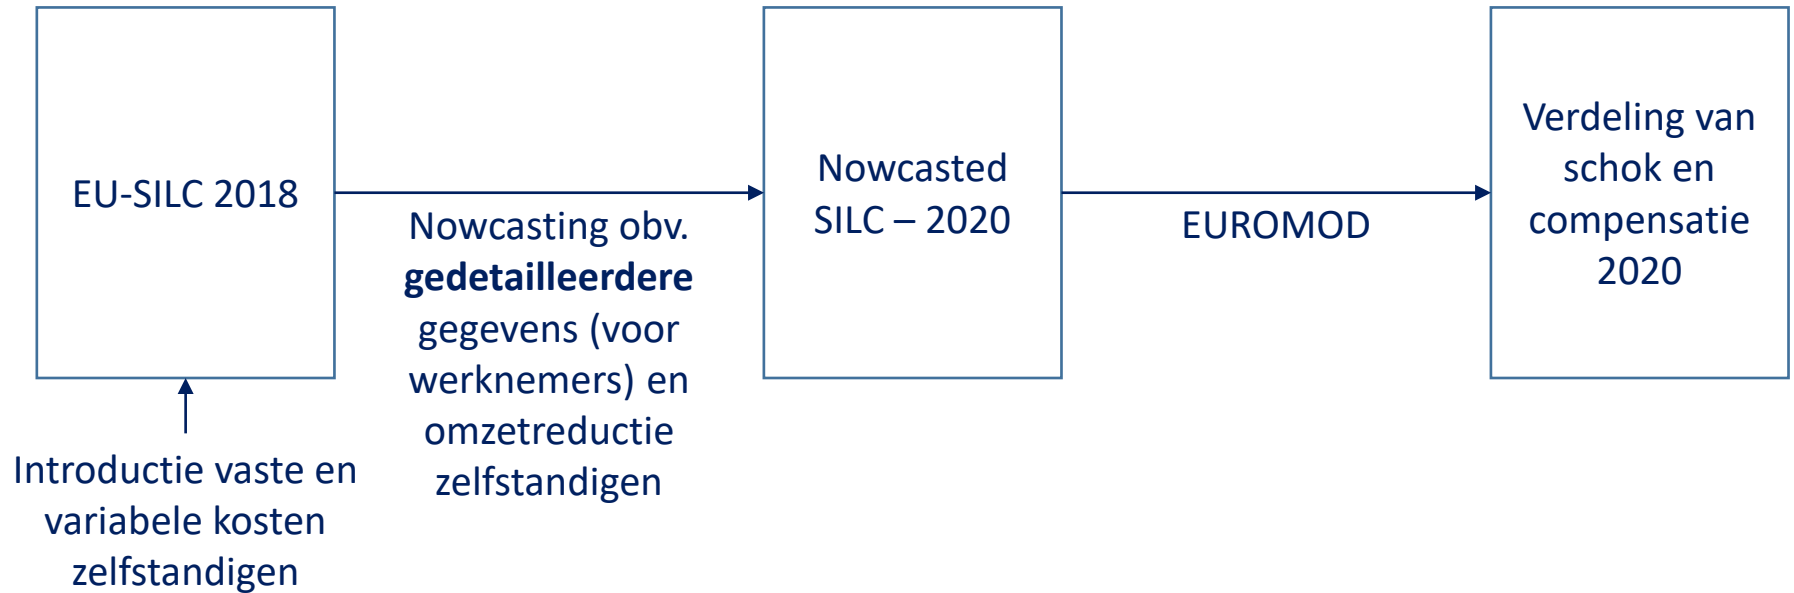 EU-SILC 2018
Introductie vaste en
variabele kosten
zelfstandigen
Nowcasting obv.
gedetailleerdere
gegevens (voor
werknemers) en
omzetreductie
zelfstandigen
Nowcasted
SILC – 2020
EUROMOD
Verdeling van
schok en
compensatie
2020